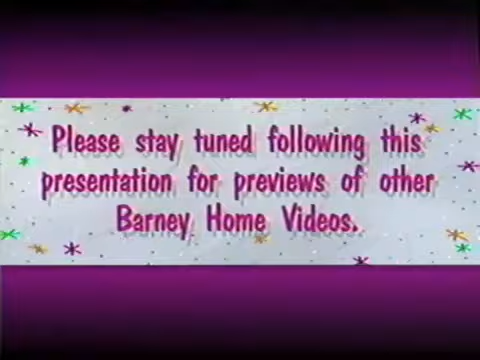 Please stay tuned following this
presentation for previews of other
Barney Home Videos.